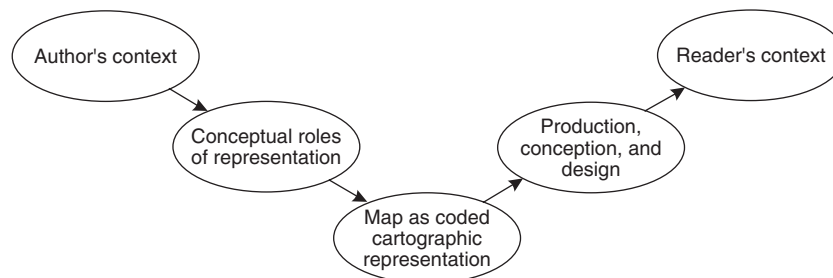 Author's context
Reader's context
Conceptual roles
of representation
Production,
conception, and
design
Map as coded
cartographic
representation